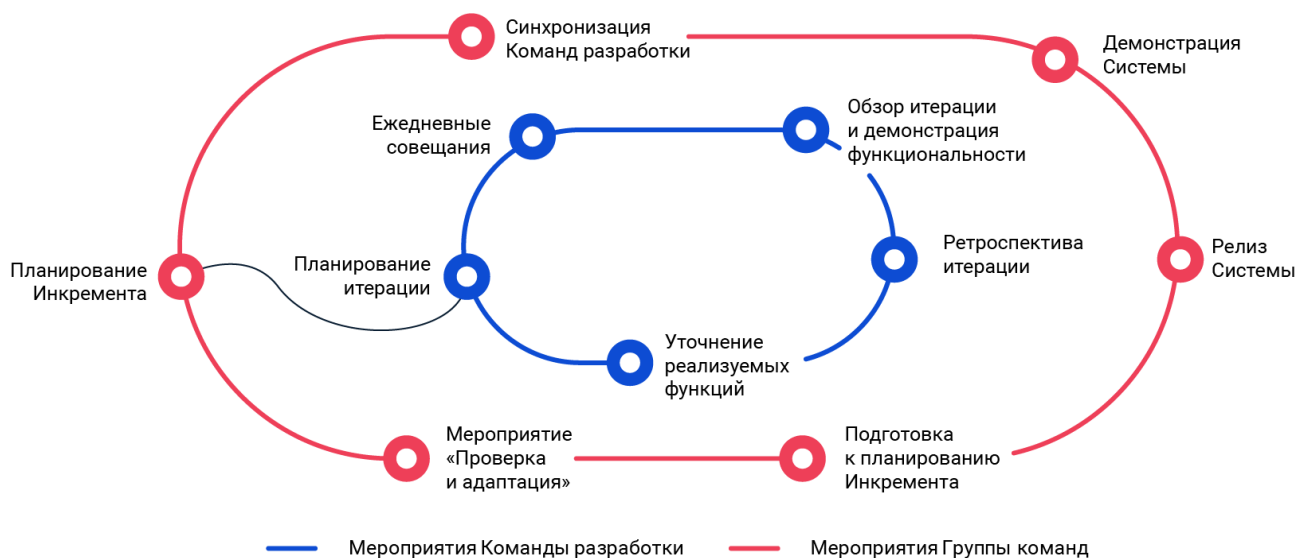 Синхронизация
Команд разработки
Демонстрация
Системы
Ежедневные
совещания
Обзор итерации
и демонстрация
функциональности
Планирование
Инкремента
Планирование
итерации
Ретроспектива
итерации
Релиз
Системы
Уточнение
реализуемых
функций
Мероприятие
«Проверка
и адаптация»
Подготовка
к планированию
Инкремента
Мероприятия Команды разработки
Мероприятия Группы команд